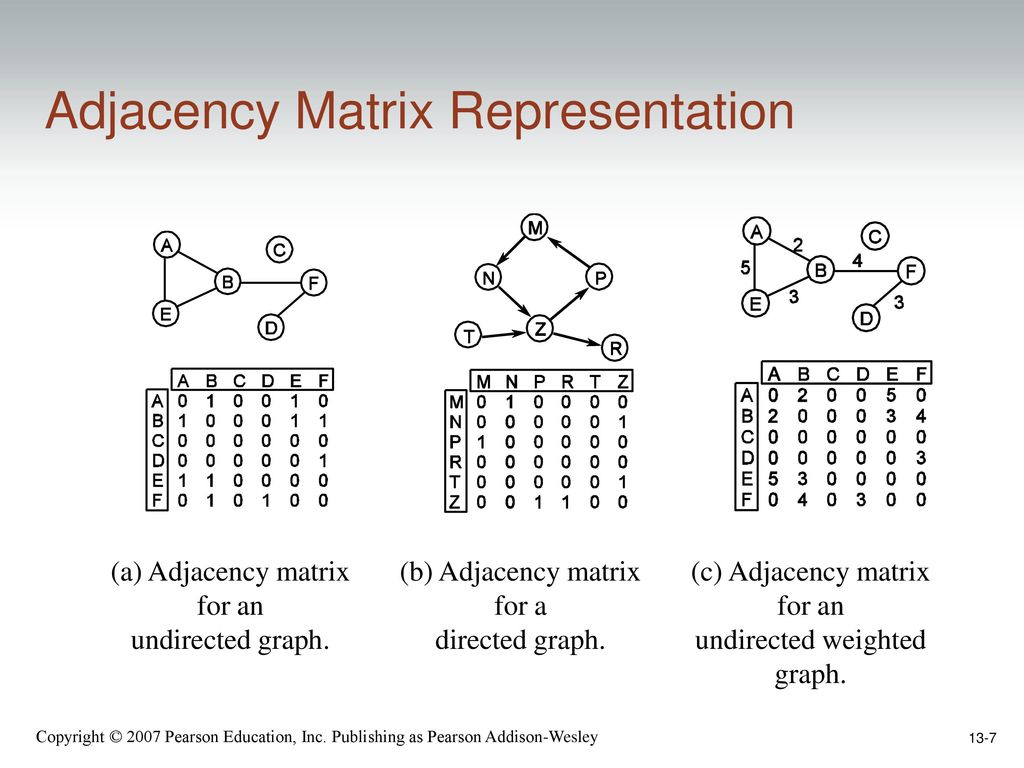 Adjacency Matrix Representation
A
C
B
F
E
D
M
N
P
T
Z
R
A
2
C
5
B
4
F
E
3
3
D
A B C D E F
A 0 1 0 0 1 0
B 1 0 0 0 1 1
C 0 0 0 0 0 0
D 0 0 0 0 0 1
E 1 1 0 0 0 0
F 0 1 0 1 0 0
M N P R T Z
M 0 1 0 0 0 0
N 0 0 0 0 0 1
P 1 0 0 0 0 0
R 0 0 0 0 0 0
T 0 0 0 0 0 1
Z 0 0 1 1 0 0
A B C D E F
A 0 2 0 0 5 0
B 2 0 0 0 3 4
C 0 0 0 0 0 0
D 0 0 0 0 0 3
E 5 3 0 0 0 0
F 0 4 0 3 0 0
(a) Adjacency matrix
for an
undirected graph.
(b) Adjacency matrix
for a
directed graph.
(c) Adjacency matrix
for an
undirected weighted
graph.
Copyright © 2007 Pearson Education, Inc. Publishing as Pearson Addison-Wesley
13-7